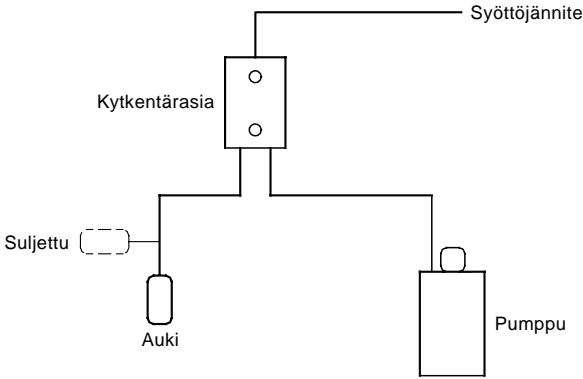 Syöttöjännite
Kytkentärasia
Suljettu
Auki
Pumppu